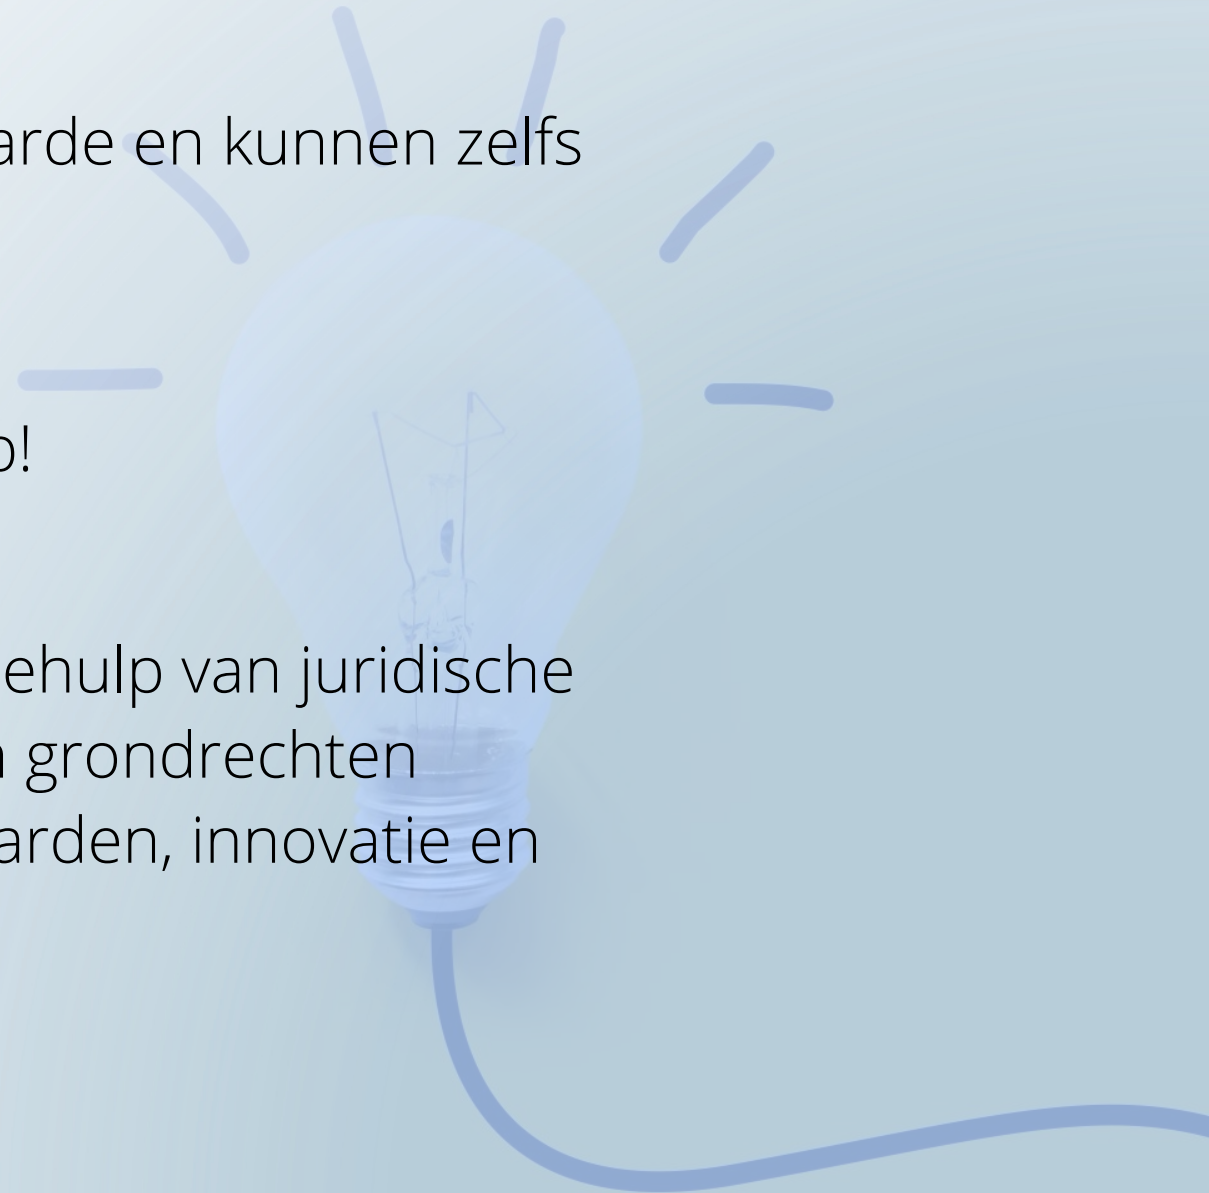 arde en kunnen zelfs
o!
ehulp van juridische
n grondrechten
arden, innovatie en